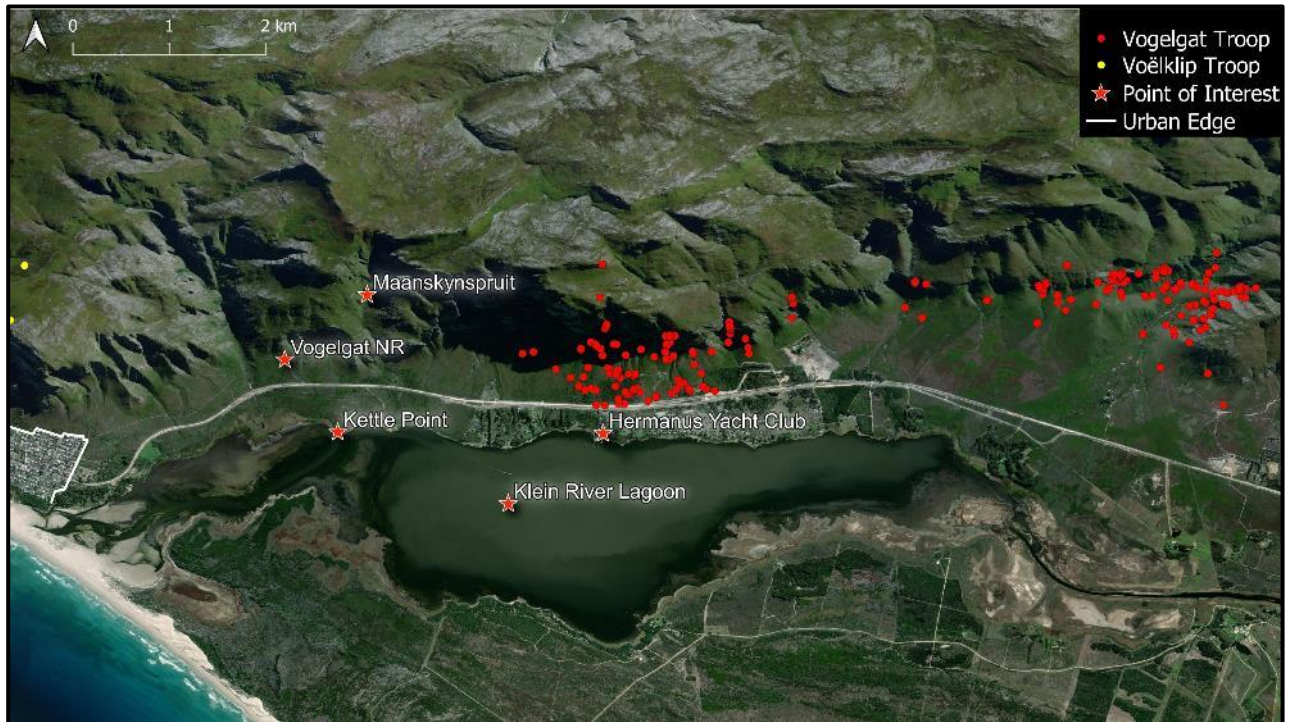 0 1 2 km
Vogelgat Troop
Voëlklip Troop
Point of Interest
Urban Edge
Maanskynspruit
Vogelgat NR
Kettle Point
Hermanus Yacht Club
Klein River Lagoon